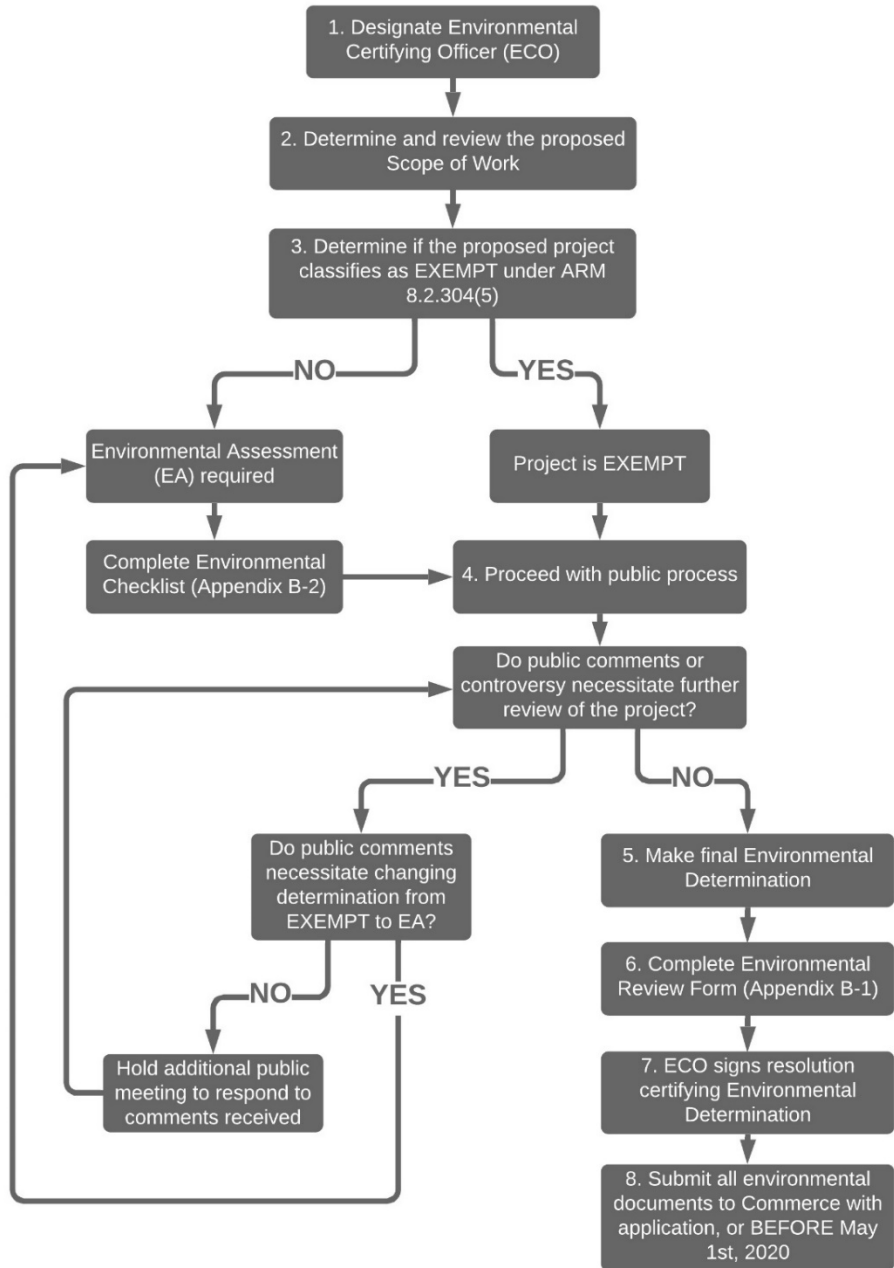 1. Designate Environmental
Certifying Officer (ECO)
2. Determine and review the proposed
Scope of Work
3. Determine if the proposed project
classifies as EXEMPT under ARM
8.2.304(5)
NO
YES
Environmental Assessment
(EA) required
Project is EXEMPT
Complete Environmental
Checklist (Appendix B-2)
4. Proceed with public process
Do public comments or
controversy necessitate further
review of the project?
YES
NO
Do public comments
necessitate changing
determination from
EXEMPT to EA?
5. Make final Environmental
Determination
6. Complete Environmental
Review Form (Appendix B-1)
NO
YES
Hold additional public
meeting to respond to
comments received
7. ECO signs resolution
certifying Environmental
Determination
8. Submit all environmental
documents to Commerce with
application, or BEFORE May
1st, 2020